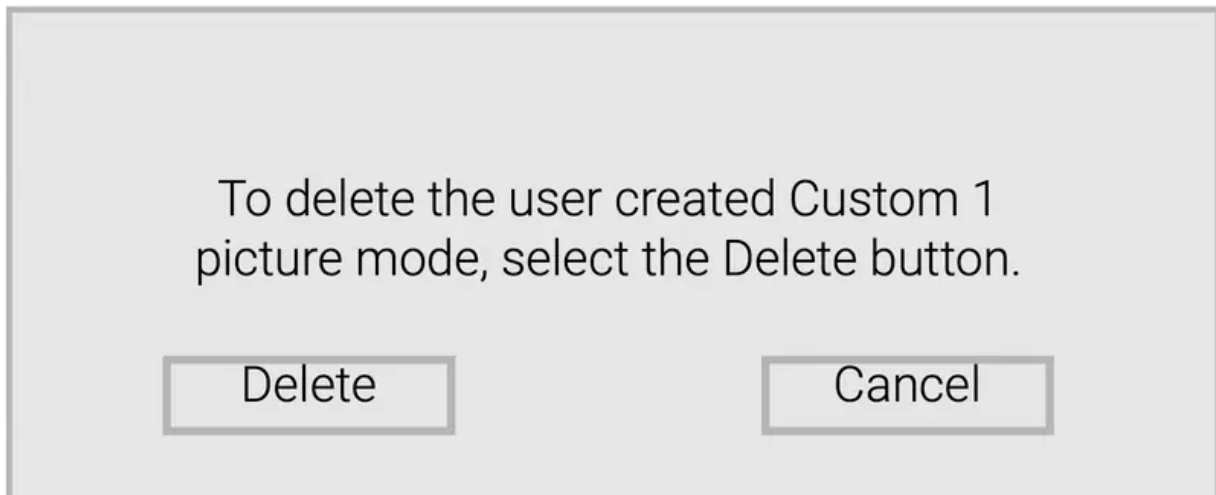 To delete the user created Custom 1
picture mode, select the Delete button.
Delete
Cancel